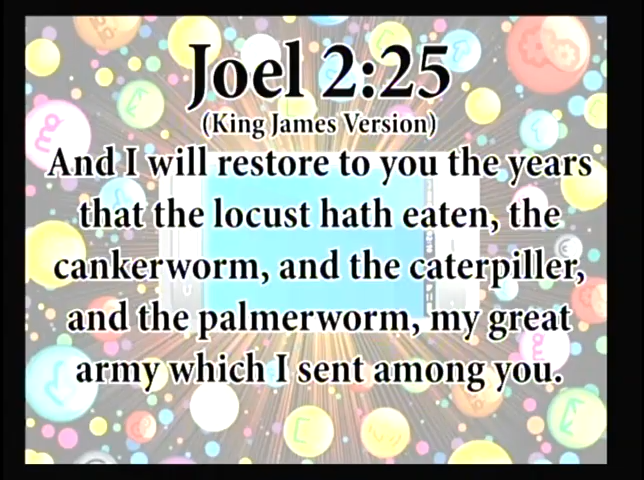 Joel 2:25
(King James Version)
And I will restore to you the years
that the locust hath eaten, the
cankerworm, and the caterpiller,
and the palmerworm, my great
army which I sent among you.